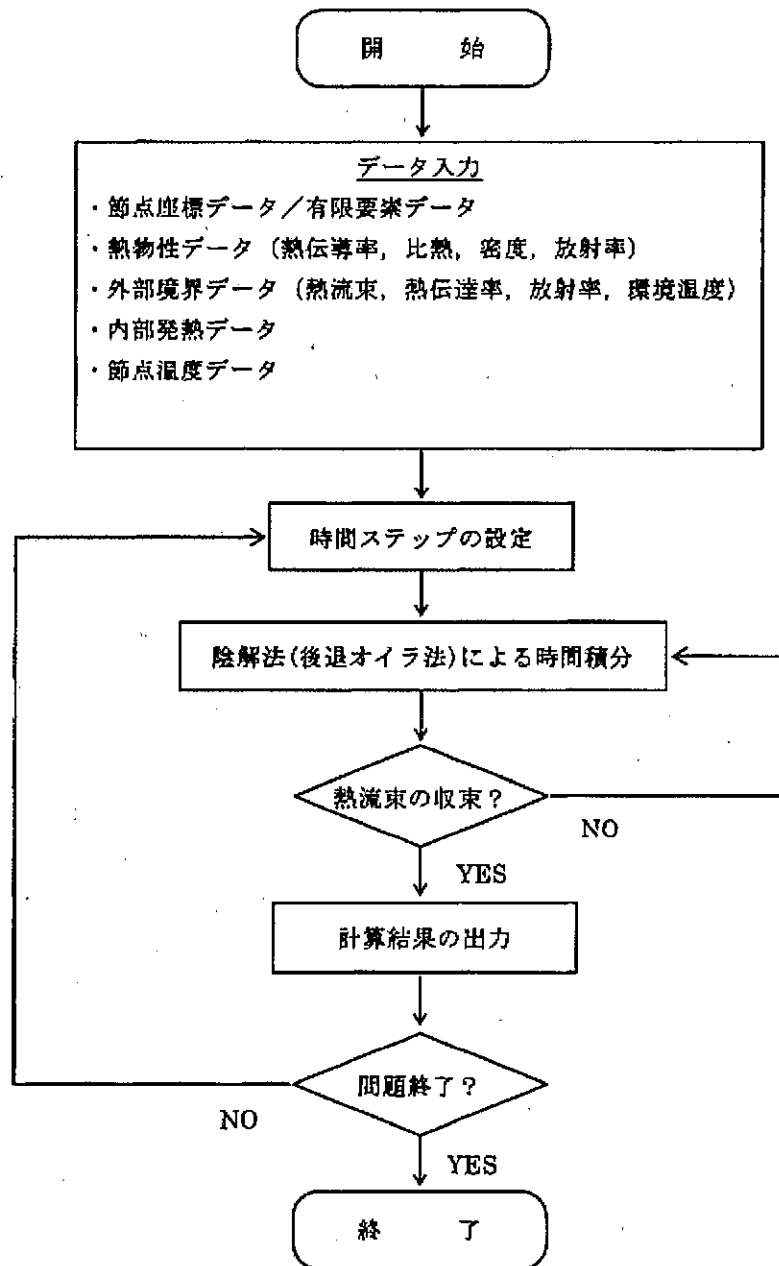 開　　始
データ入力
・節点座標データ／有限要素データ
・熱物性データ（熱伝導率，比熱，密度，放射率）
・外部境界データ（熱流束，熱伝達率，放射率，環境温度）
・内部発熱データ
・節点温度データ
時間ステップの設定
陰解法(後退オイラ法)による時間積分
熱流束の収束？
NO
YES
計算結果の出力
問題終了？
NO
YES
終　　了